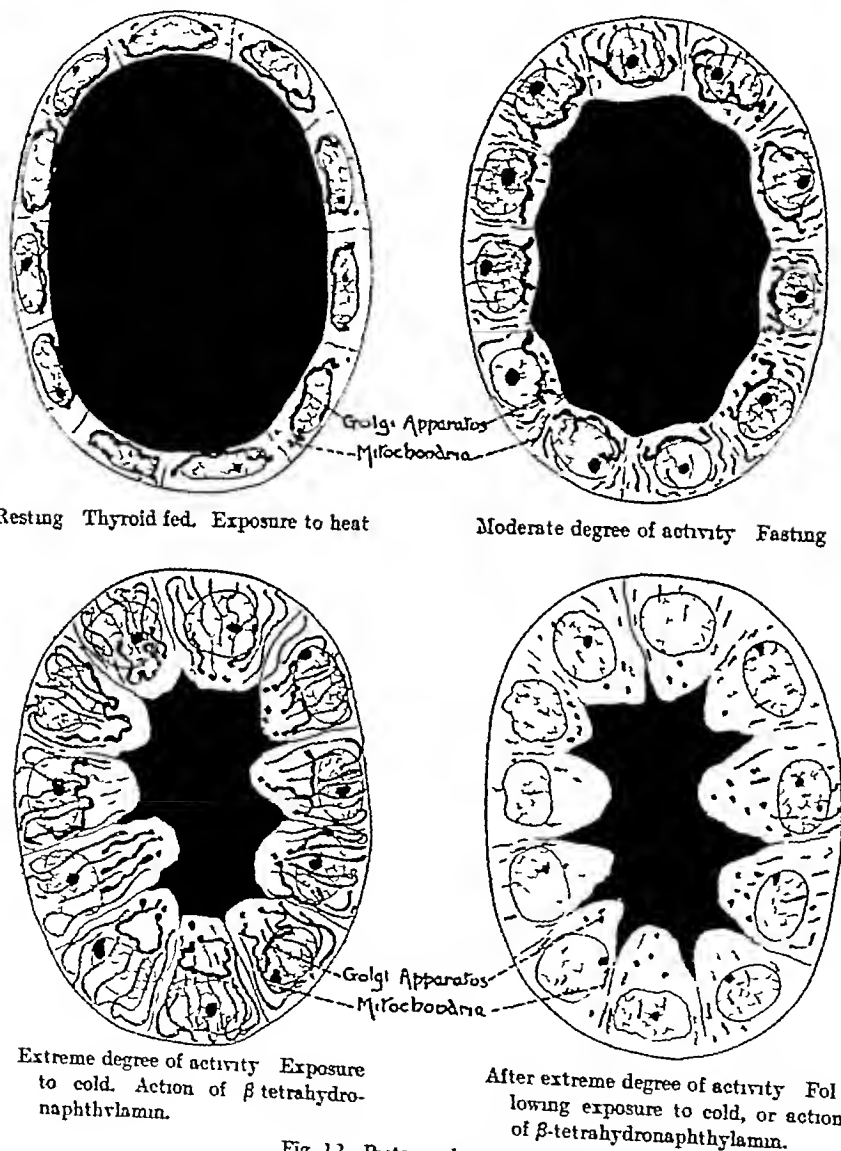 Golgi Apparatus
Mitochondria
Resting Thyroid fed. Exposure to heat
Moderate degree of activity Fasting
Golgi Apparatus
Mitochondria
Extreme degree of activity Exposure
to cold. Action of β tetrahydro-
naphthylamin.
After extreme degree of activity Fol
lowing exposure to cold, or action
of β-tetrahydronaphthylamin.
Fig. 12